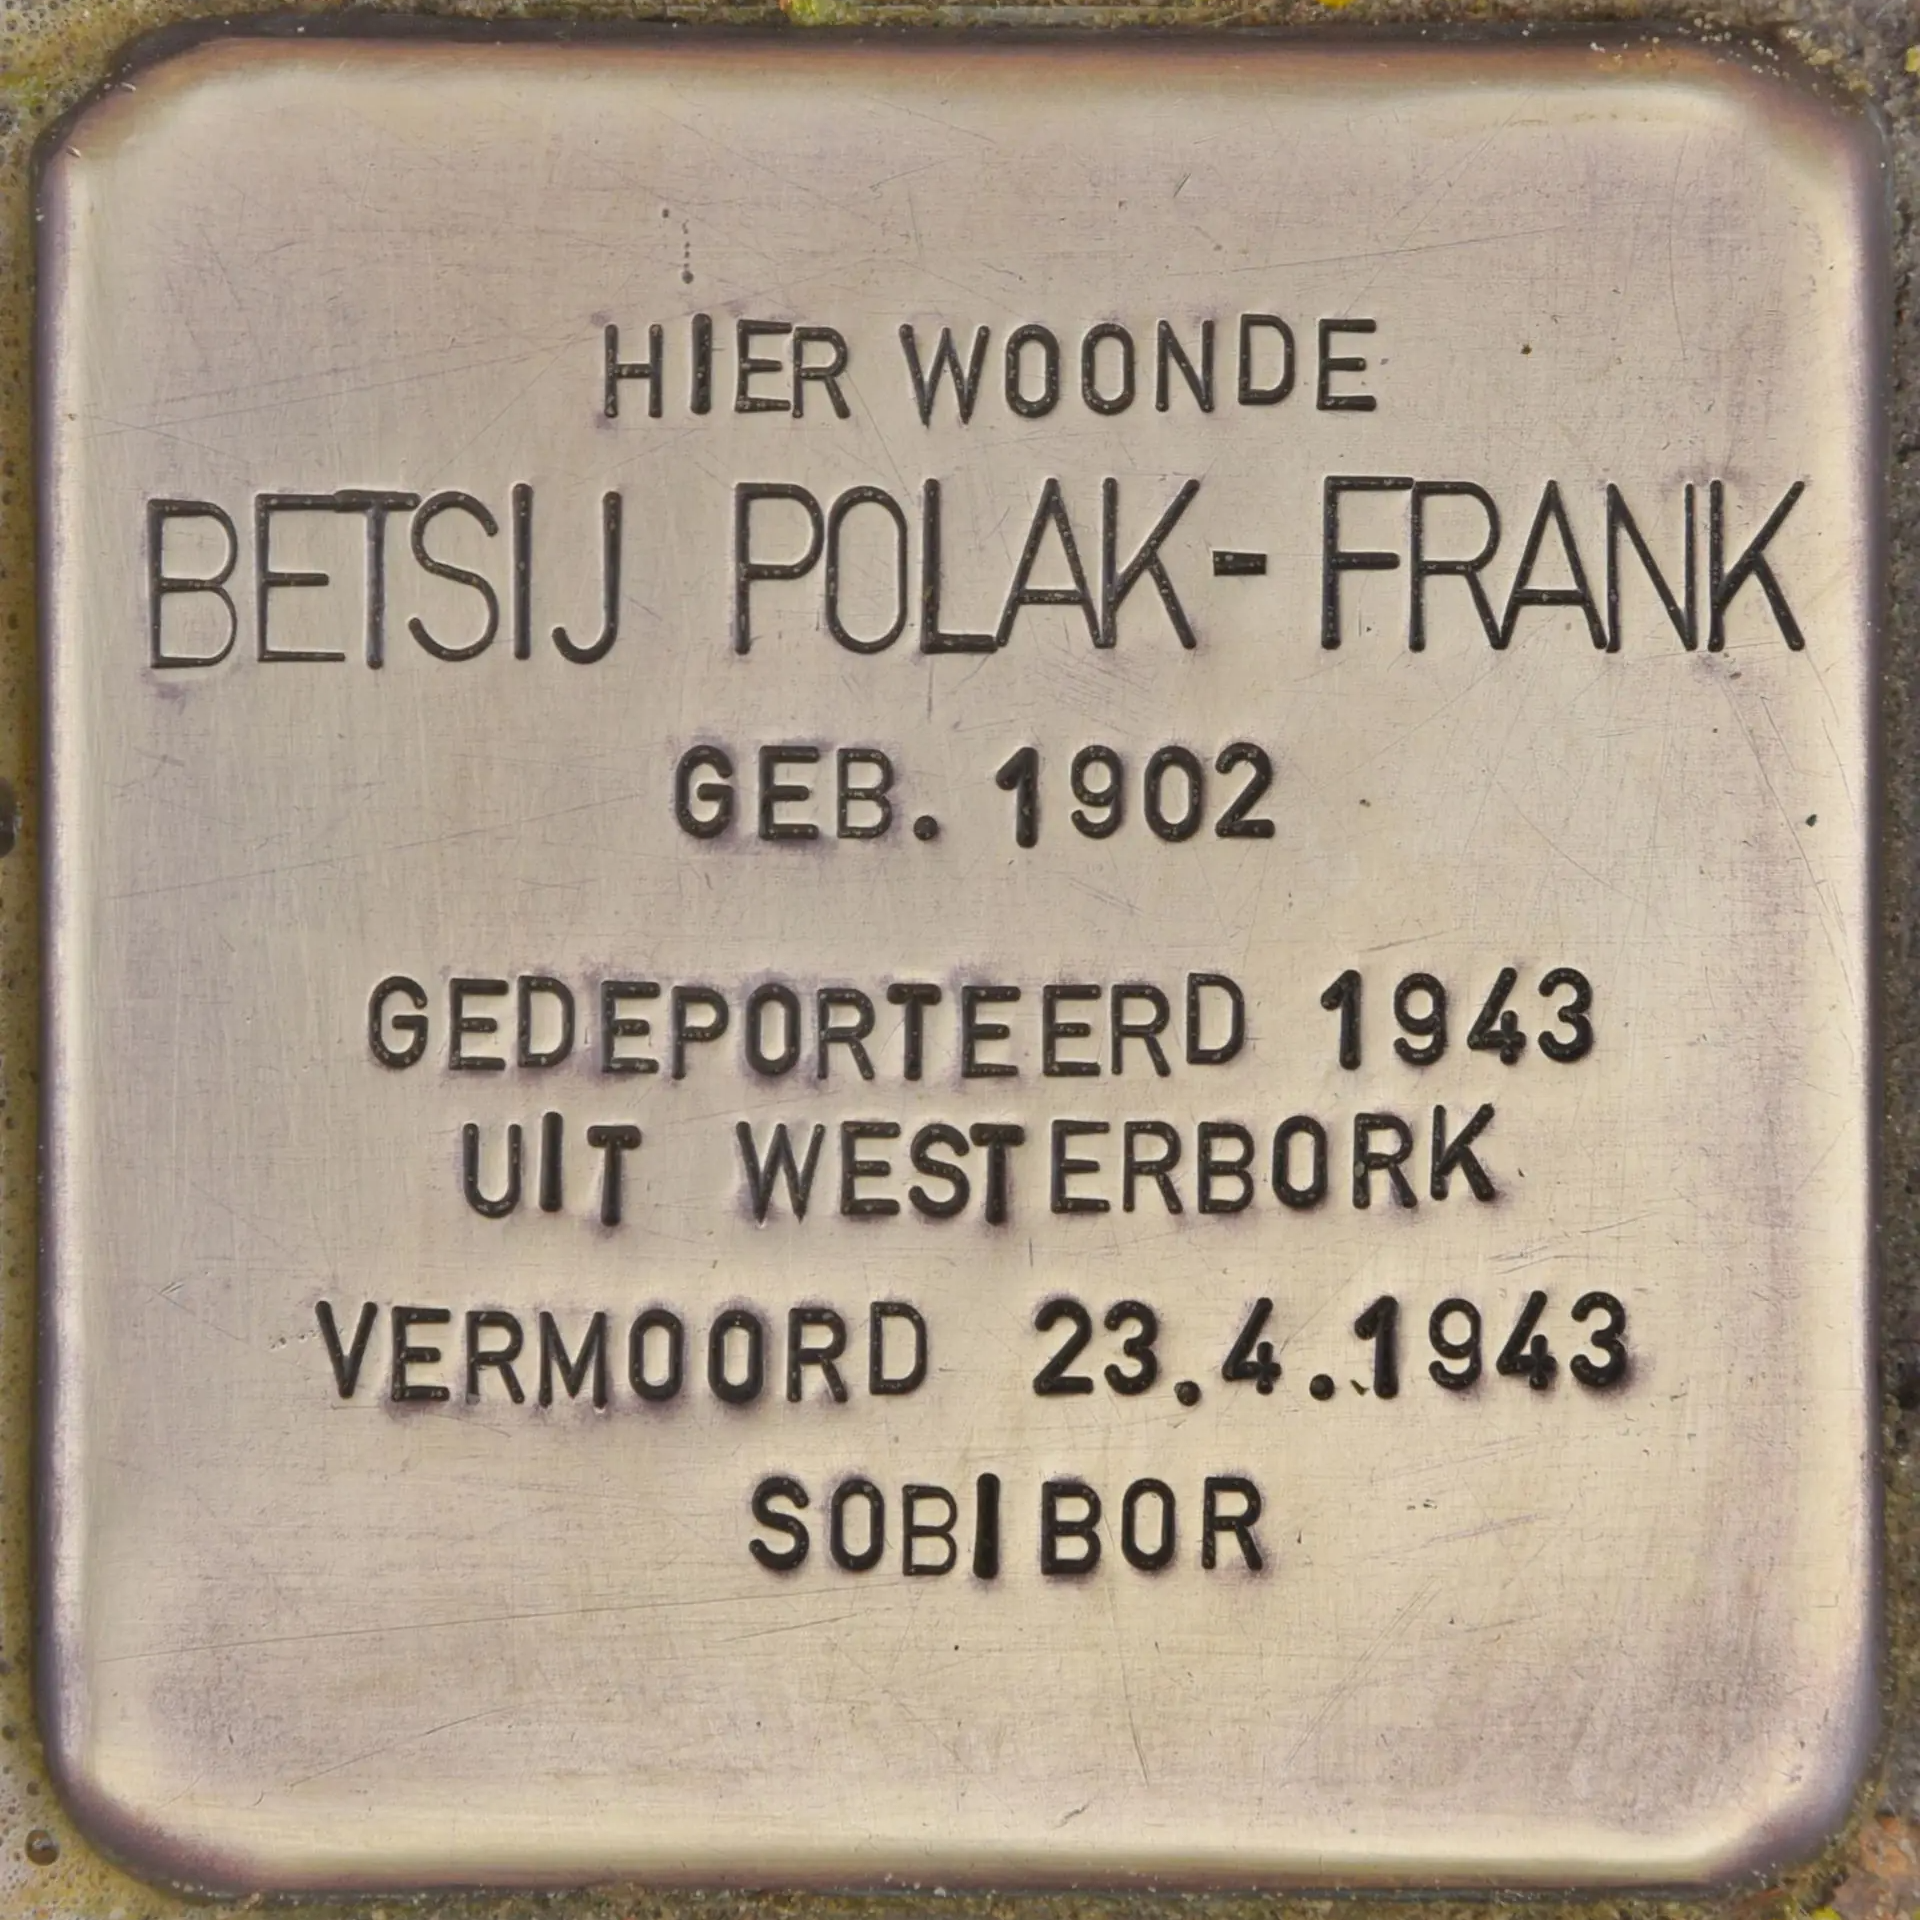 HIER WOONDE
BETSIJ POLAK-FRANK
GEB. 1902
GEDEPORTEERD 1943
UIT WESTERBORK
VERMOORD 23.4.1943
SOBIBOR